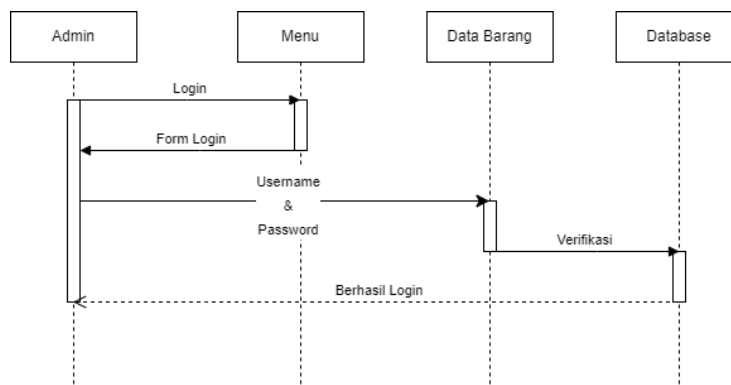 Admin
Menu
Data Barang
Database
Login
Form Login
Username
&
Password
Verifikasi
Berhasil Login